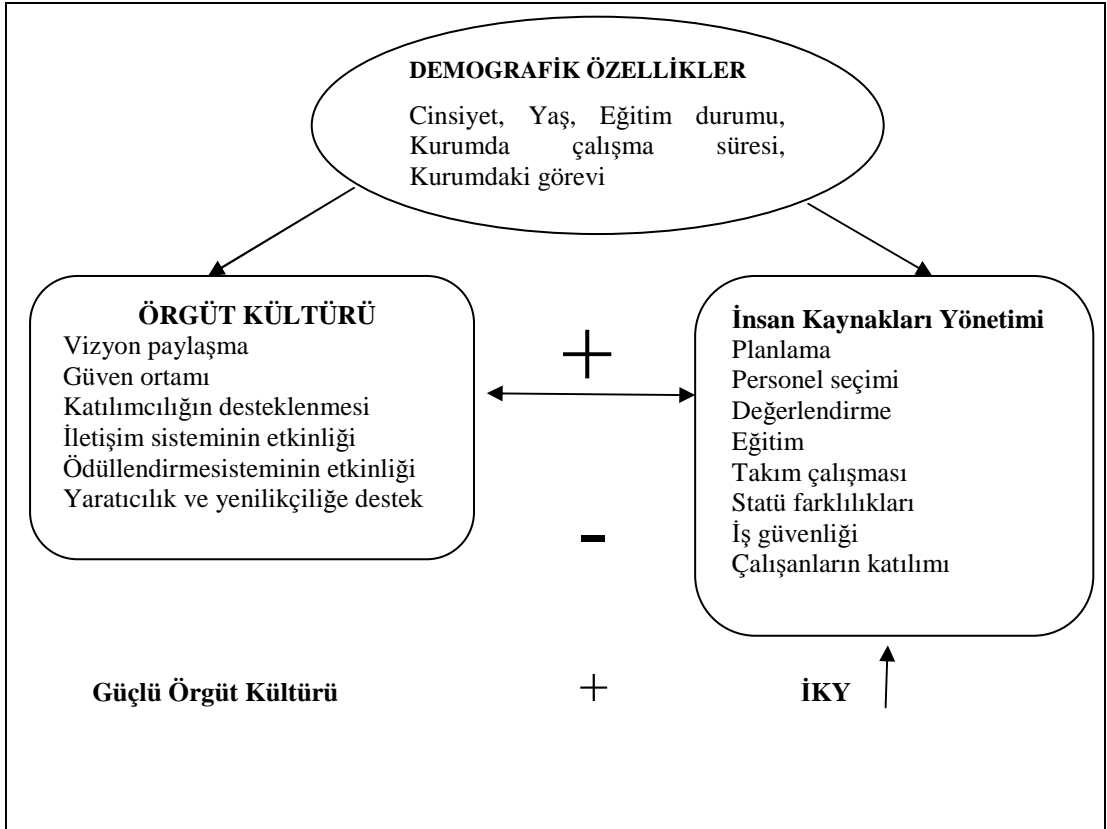 DEMOGRAFİK ÖZELLİKLER
Cinsiyet, Yaş, Eğitim durumu,
Kurumda çalışma süresi,
Kurumdaki görevi
ÖRGÜT KÜLTÜRÜ
Vizyon paylaşma
Güven ortamı
Katılımcılığın desteklenmesi
İletişim sisteminin etkinliği
Ödüllendirmesisteminin etkinliği
Yaratıcılık ve yenilikçiliğe destek
+
-
İnsan Kaynakları Yönetimi
Planlama
Personel seçimi
Değerlendirme
Eğitim
Takım çalışması
Statü farklılıkları
İş güvenliği
Çalışanların katılımı
Güçlü Örgüt Kültürü + İKY